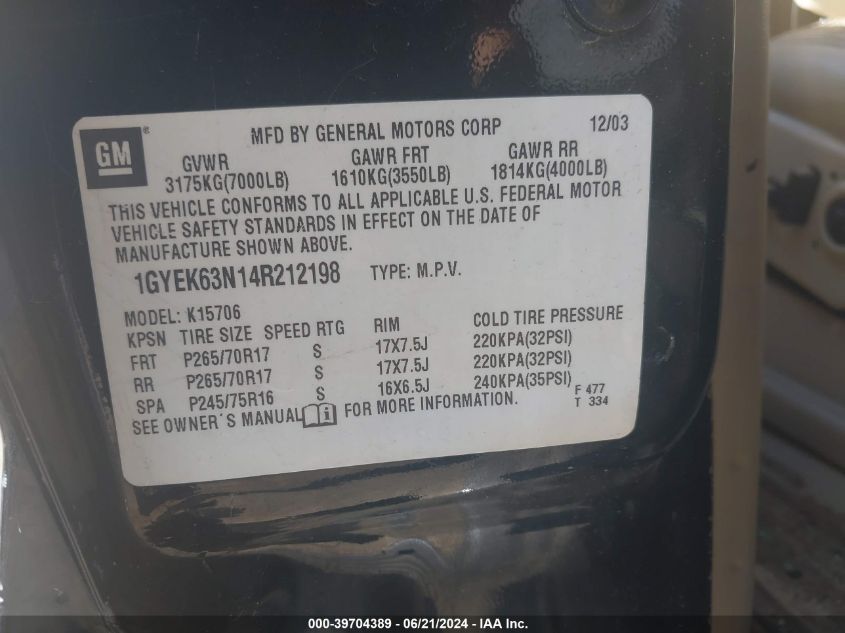 GM ®
MFD BY GENERAL MOTORS CORP 12/03
GVWR GAWR FRT GAWR RR
3175KG(7000LB) 1610KG(3550LB) 1814KG(4000LB)
THIS VEHICLE CONFORMS TO ALL APPLICABLE U.S. FEDERAL MOTOR
VEHICLE SAFETY STANDARDS IN EFFECT ON THE DATE OF
MANUFACTURE SHOWN ABOVE.
1GYEK63N14R212198 TYPE: M.P.V.
MODEL: K15706
KPSN TIRE SIZE SPEED RTG RIM COLD TIRE PRESSURE
FRT P265/70R17 S 17X7.5J 220KPA(32PSI)
RR P265/70R17 S 17X7.5J 220KPA(32PSI)
SPA P245/75R16 S 16X6.5J 240KPA(35PSI)
SEE OWNER'S MANUAL i FOR MORE INFORMATION.
F 477
T 334
000-39704389 - 06/21/2024 - IAA Inc.